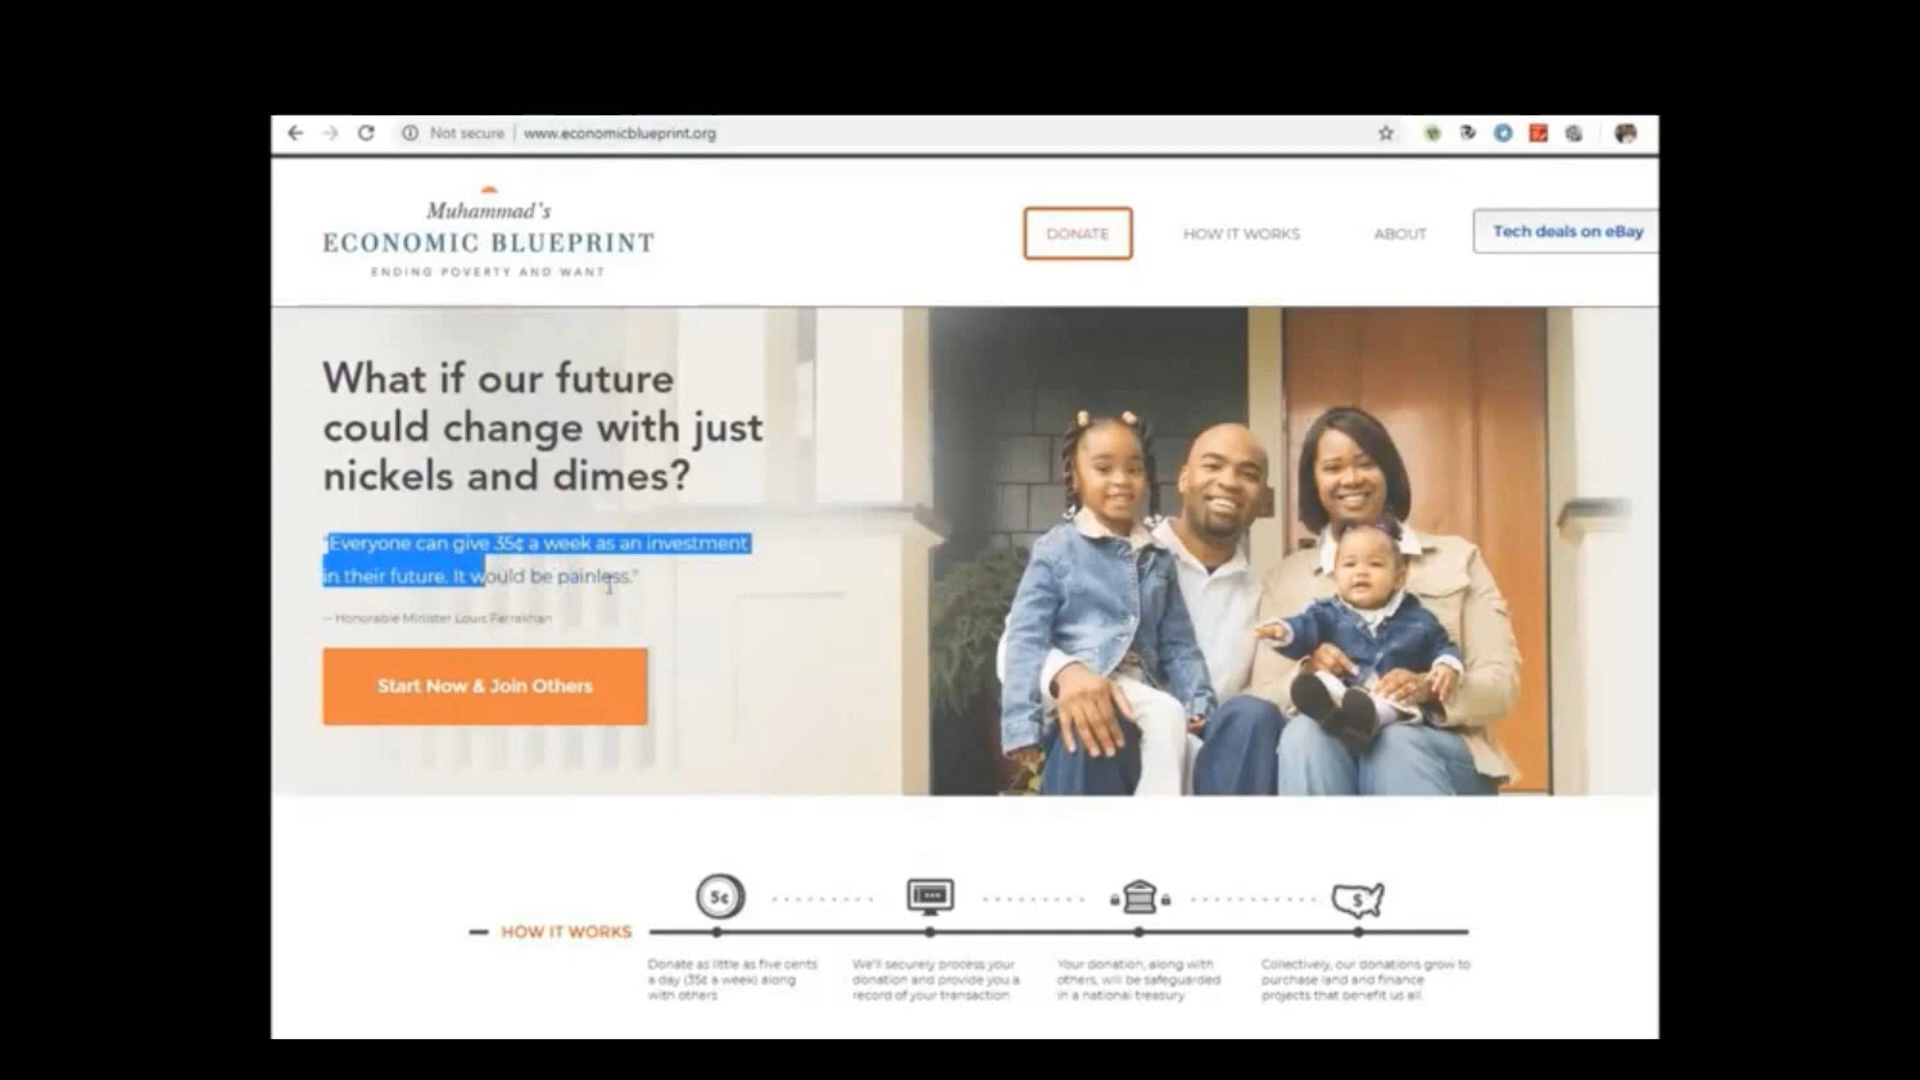 Not secure | www.economicblueprint.org
Muhammad's
ECONOMIC BLUEPRINT
ENDING POVERTY AND WANT
DONATE
HOW IT WORKS
ABOUT
Tech deals on eBay
What if our future
could change with just
nickels and dimes?
"Everyone can give 35¢ a week as an investment
in their future. It would be painless."
-- Honorable Minister Louis Farrakhan
Start Now & Join Others
5¢
$
HOW IT WORKS
Donate as little as five cents
a day (35¢ a week) along
with others
We'll securely process your
donation and provide you a
record of your transaction
Your donation, along with
others, will be safeguarded
in a national treasury
Collectively, our donations grow to
purchase land and finance
projects that benefit us all.